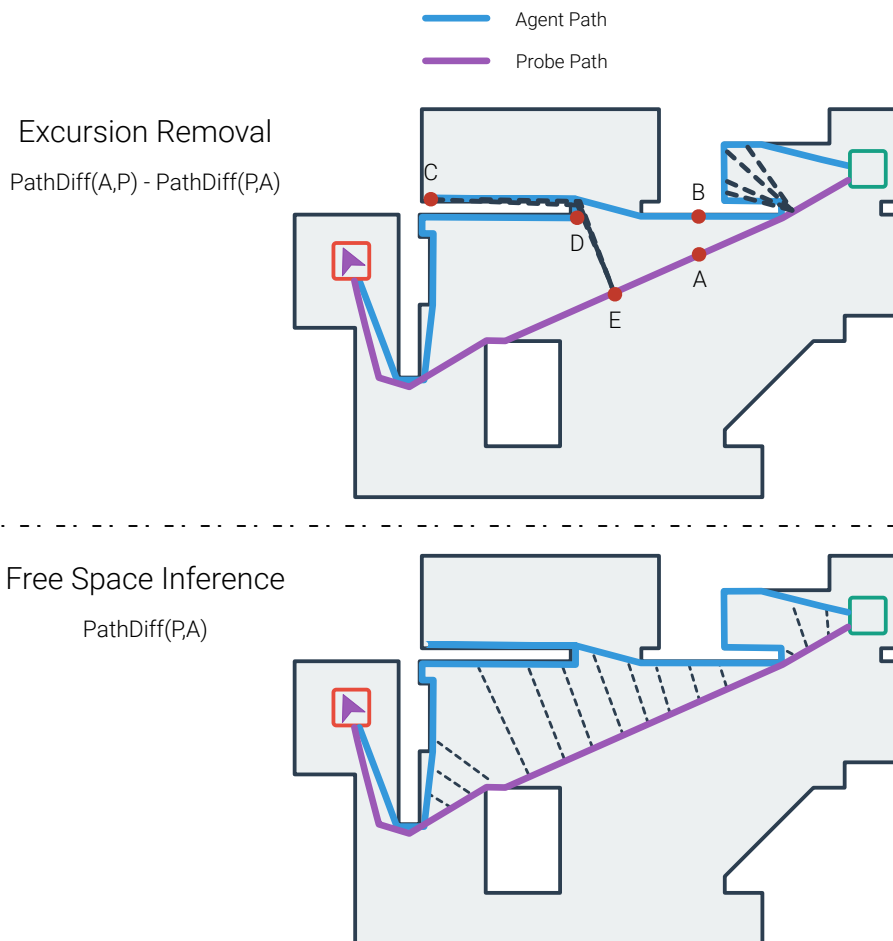 Agent Path
Probe Path
Excursion Removal
PathDiff(A,P) - PathDiff(P,A)
C
B
D
A
E
Free Space Inference
PathDiff(P,A)